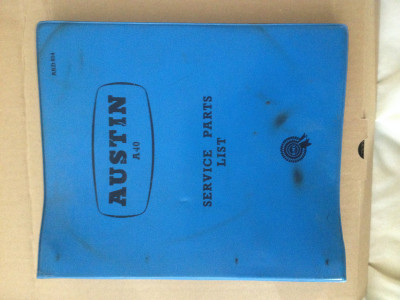 AUSTIN
A40
SERVICE PARTS
LIST